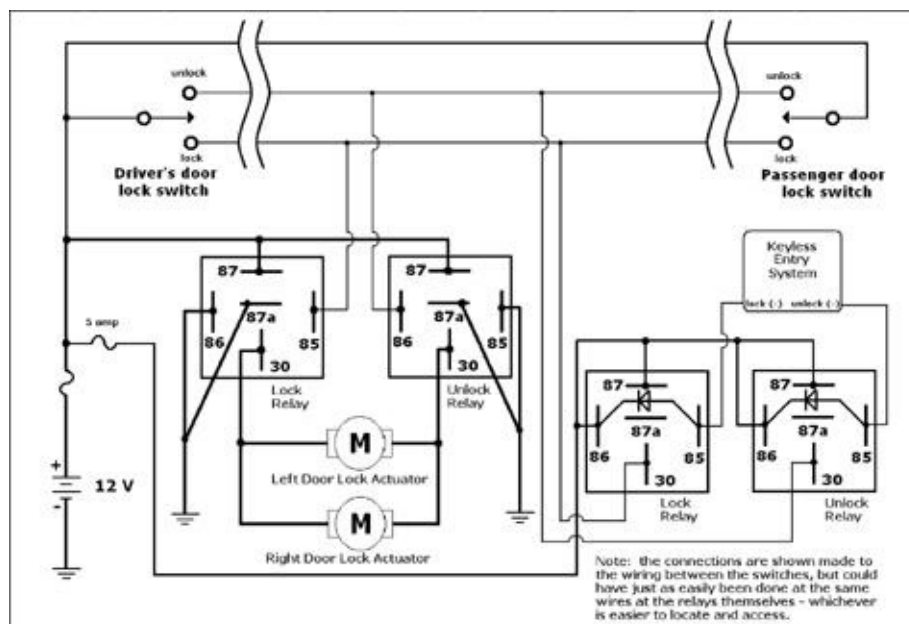 unlock
unlock
lock
lock
Driver's door
lock switch
Passenger door
lock switch
Keyless
Entry
System
lock (-) unlock (-)
87
87
87a
87a
86
85
86
85
30
30
Lock
Relay
Unlock
Relay
5 amp
87
87
87a
87a
86
85
86
85
30
30
Lock
Relay
Unlock
Relay
M
Left Door Lock Actuator
M
Right Door Lock Actuator
+
12 V
-
Note: the connections are shown made to
the wiring between the switches, but could
have just as easily been done at the same
wires at the relays themselves - whichever
is easier to locate and access.